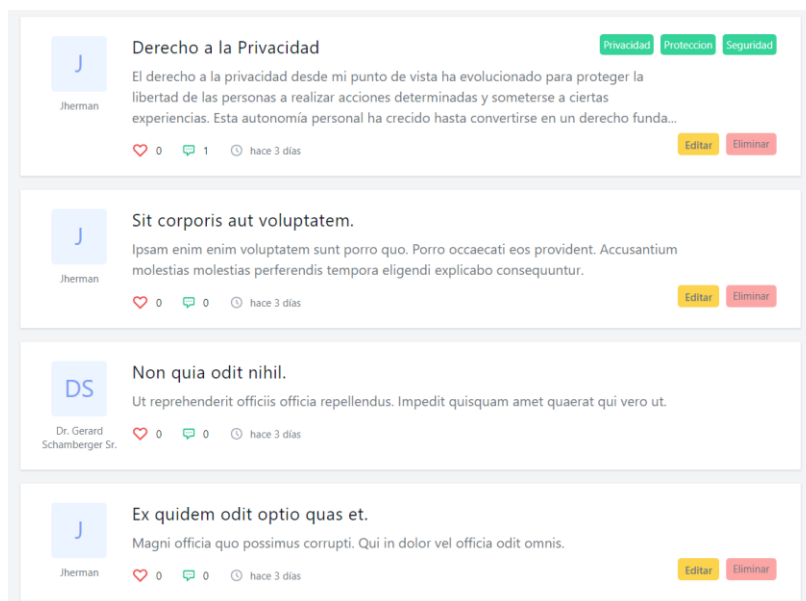 J
Jherman
Derecho a la Privacidad
Privacidad Proteccion Seguridad
El derecho a la privacidad desde mi punto de vista ha evolucionado para proteger la
libertad de las personas a realizar acciones determinadas y someterse a ciertas
experiencias. Esta autonomía personal ha crecido hasta convertirse en un derecho funda...
0 1 hace 3 días
Editar Eliminar
J
Jherman
Sit corporis aut voluptatem.
Ipsam enim enim voluptatem sunt porro quo. Porro occaecati eos provident. Accusantium
molestias molestias perferendis tempora eligendi explicabo consequuntur.
0 0 hace 3 días
Editar Eliminar
DS
Dr. Gerard
Schamberger Sr.
Non quia odit nihil.
Ut reprehenderit officiis officia repellendus. Impedit quisquam amet quaerat qui vero ut.
0 0 hace 3 días
J
Jherman
Ex quidem odit optio quas et.
Magni officia quo possimus corrupti. Qui in dolor vel officia odit omnis.
0 0 hace 3 días
Editar Eliminar